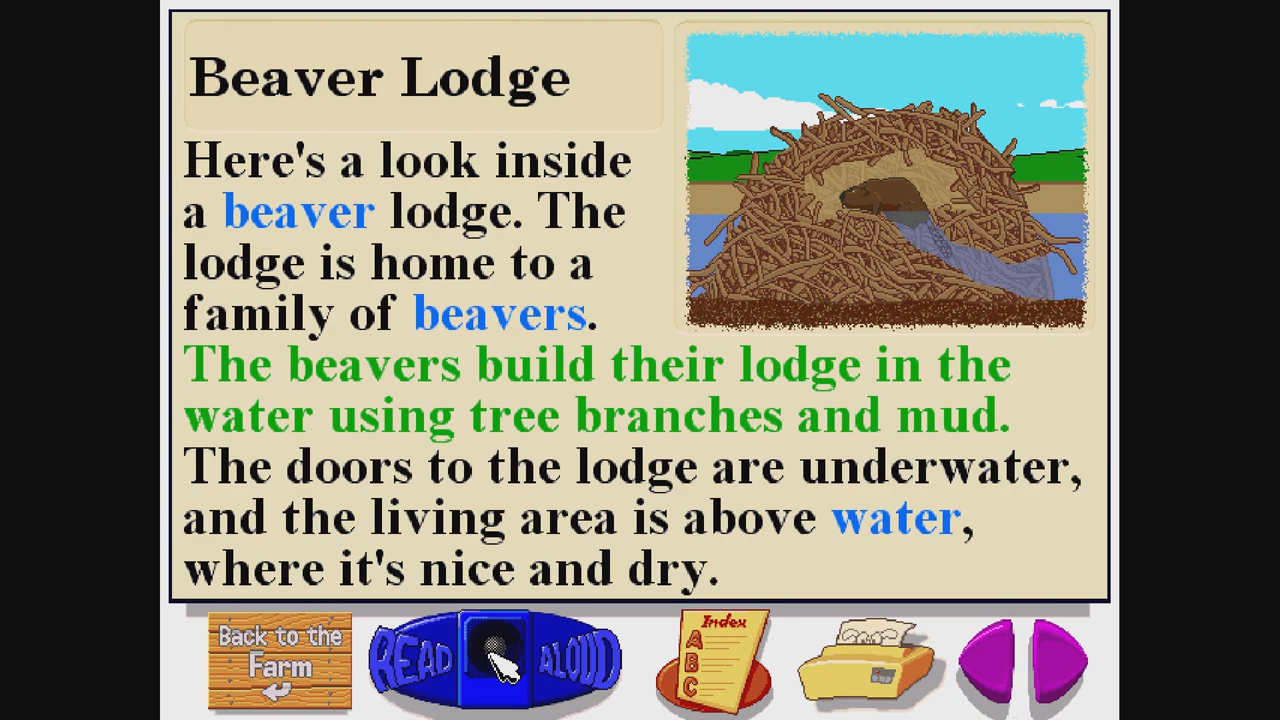 Beaver Lodge
Here's a look inside
a beaver lodge. The
lodge is home to a
family of beavers.
The beavers build their lodge in the
water using tree branches and mud.
The doors to the lodge are underwater,
and the living area is above water,
where it's nice and dry.
Back to the
Farm
READ ALOUD
Index
A
B
C